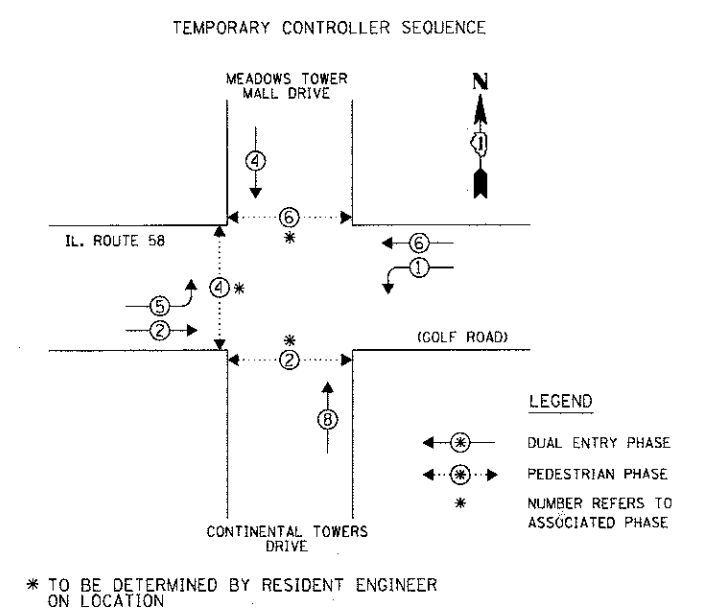 TEMPORARY CONTROLLER SEQUENCE
MEADOWS TOWER
MALL DRIVE
N
1
4
6
*
IL. ROUTE 58
6
1
4 *
5
2
*
2
(GOLF ROAD)
8
LEGEND
* DUAL ENTRY PHASE
* PEDESTRIAN PHASE
* NUMBER REFERS TO
ASSOCIATED PHASE
CONTINENTAL TOWERS
DRIVE
* TO BE DETERMINED BY RESIDENT ENGINEER
ON LOCATION